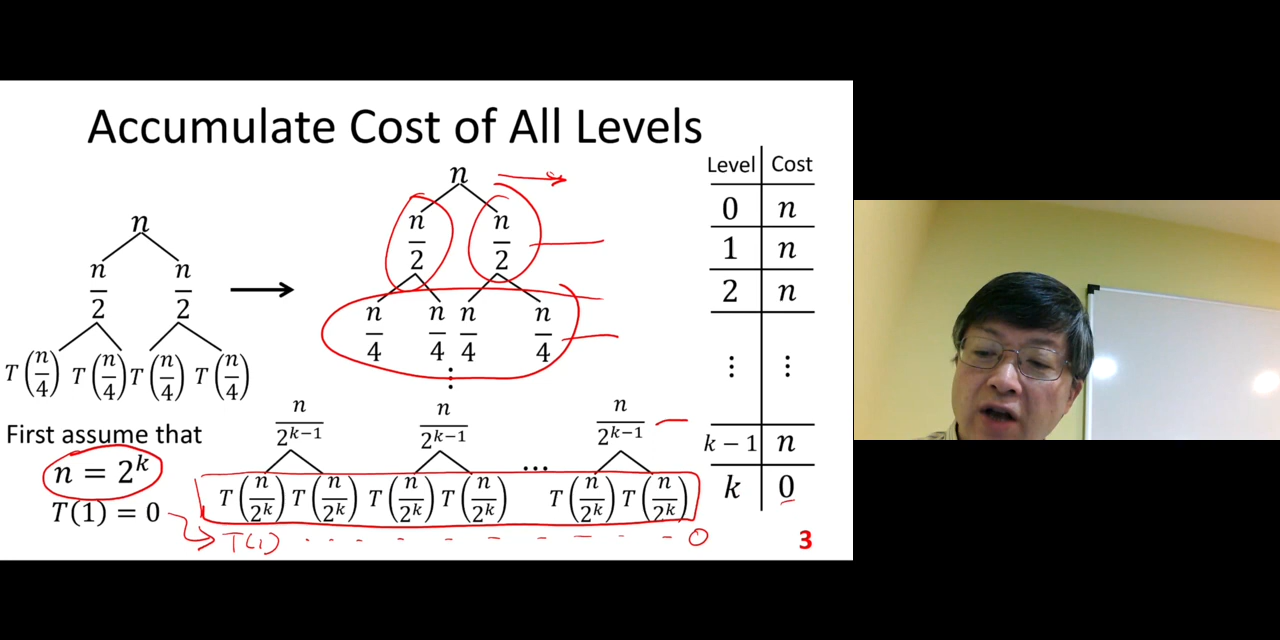 Accumulate Cost of All Levels
n
n/2 n/2
T(n/4) T(n/4) T(n/4) T(n/4)
n
n/2 n/2
n/4 n/4 n/4 n/4
⋮
n/2^{k−1} n/2^{k−1} n/2^{k−1}
...
T(n/2^k) T(n/2^k) T(n/2^k) T(n/2^k) T(n/2^k) T(n/2^k)
T(1) - - - - - - - - - 0
First assume that
n = 2^k
T(1) = 0
Level Cost
0 n
1 n
2 n
⋮ ⋮
k − 1 n
k 0
3